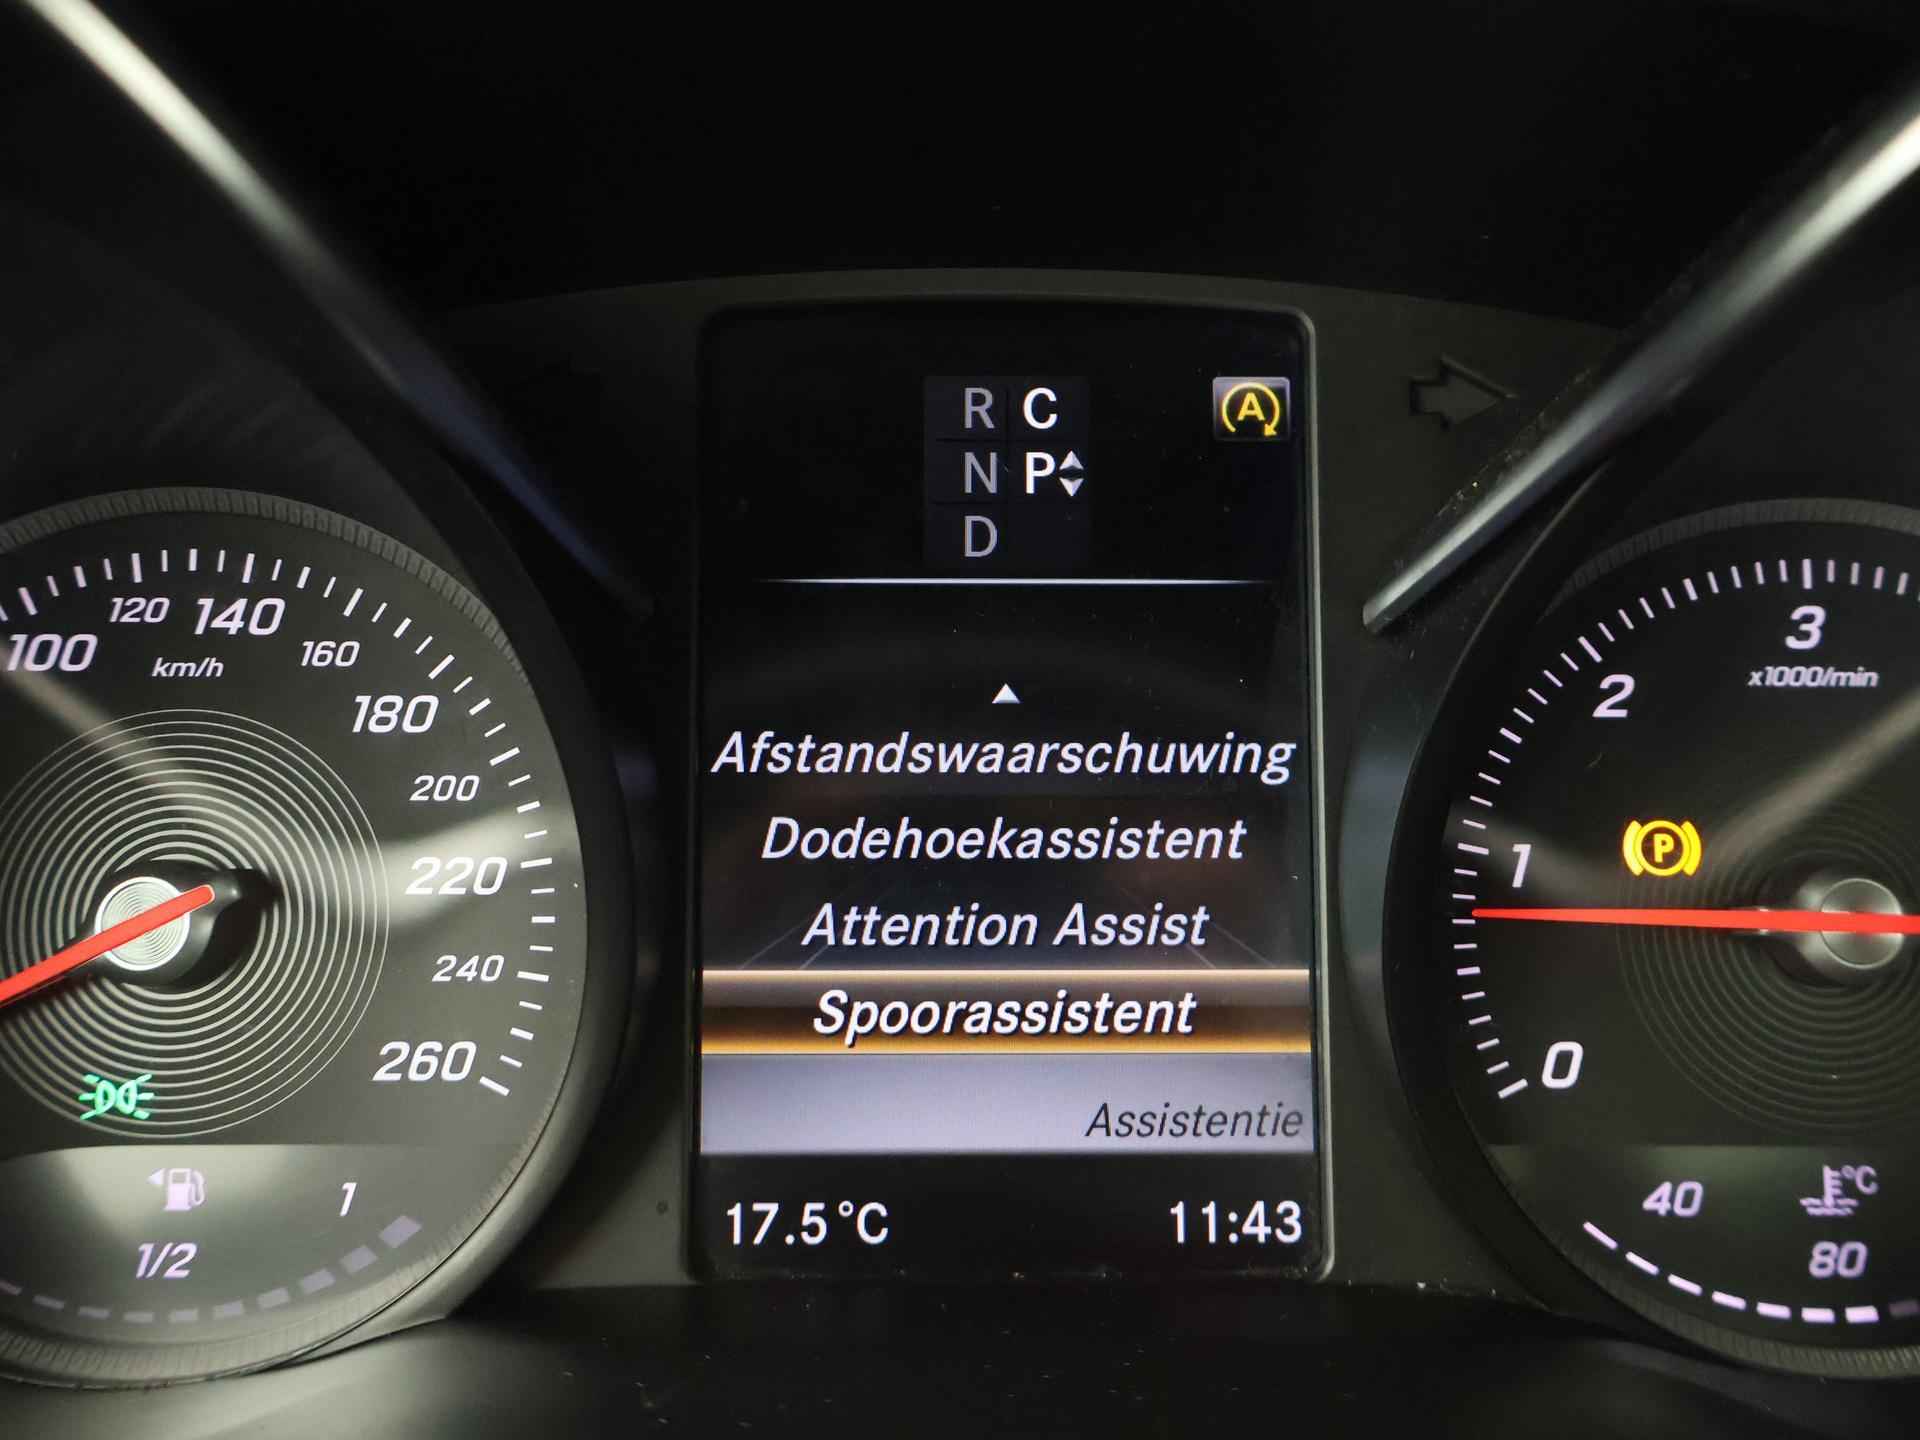 R C
A
N P
D
100 120 140 160 180 200 220 240 260
km/h
Afstandswaarschuwing
Dodehoekassistent
Attention Assist
Spoorassistent
Assistentie
17.5°C 11:43
1/2 1
0 1 2 3
x1000/min
P
40 80
°C